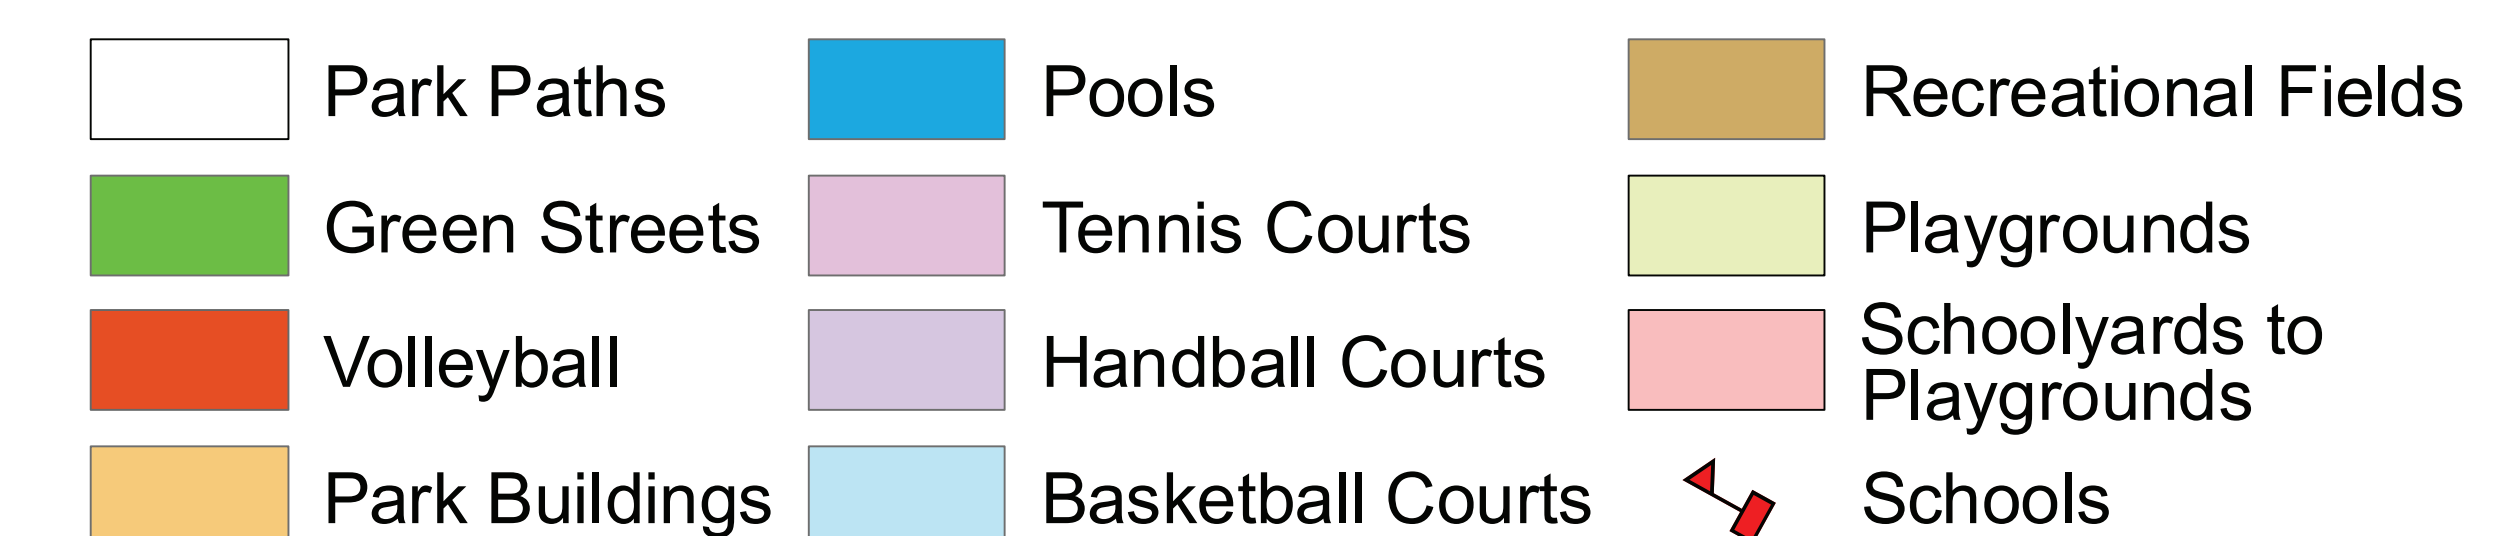 Park Paths
Pools
Recreational Fields
Green Streets
Tennis Courts
Playgrounds
Volleyball
Handball Courts
Schoolyards to
Playgrounds
Park Buildings
Basketball Courts
Schools